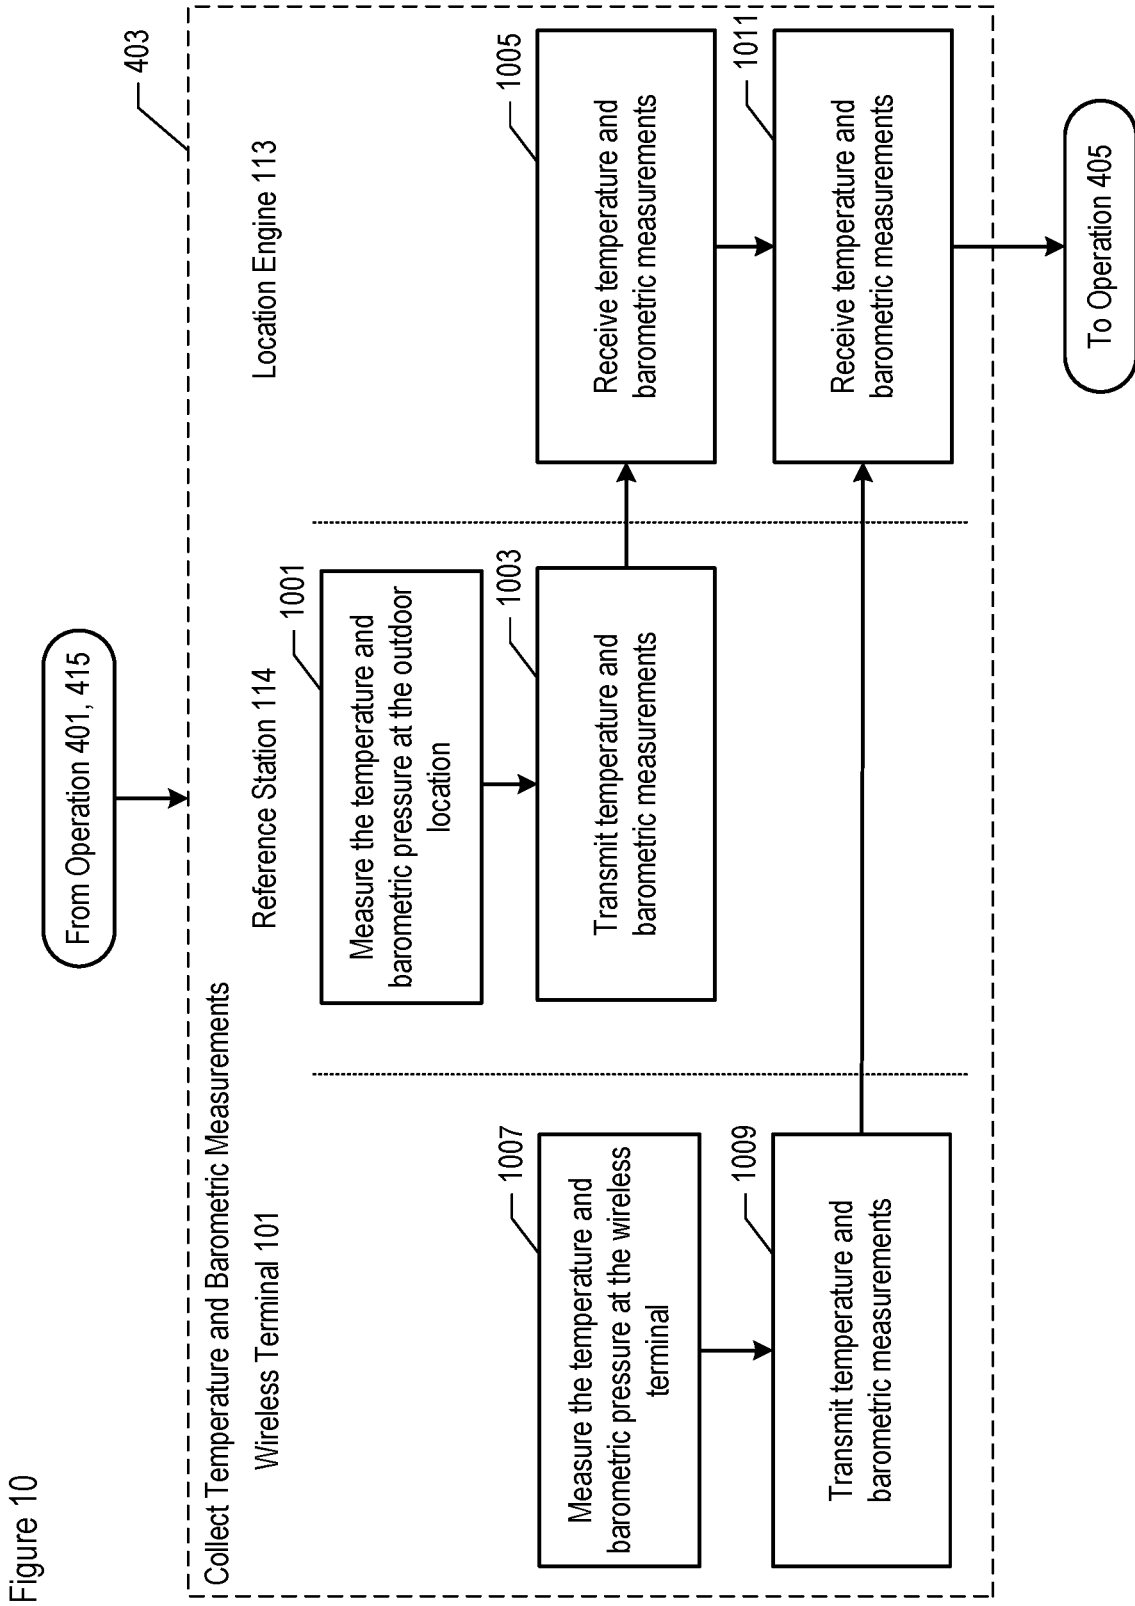 Figure 10
From Operation 401, 415
403
Collect Temperature and Barometric Measurements
Wireless Terminal 101
Reference Station 114
Location Engine 113
1001
Measure the temperature and
barometric pressure at the outdoor
location
1007
Measure the temperature and
barometric pressure at the wireless
terminal
1003
Transmit temperature and
barometric measurements
1005
Receive temperature and
barometric measurements
1009
Transmit temperature and
barometric measurements
1011
Receive temperature and
barometric measurements
To Operation 405